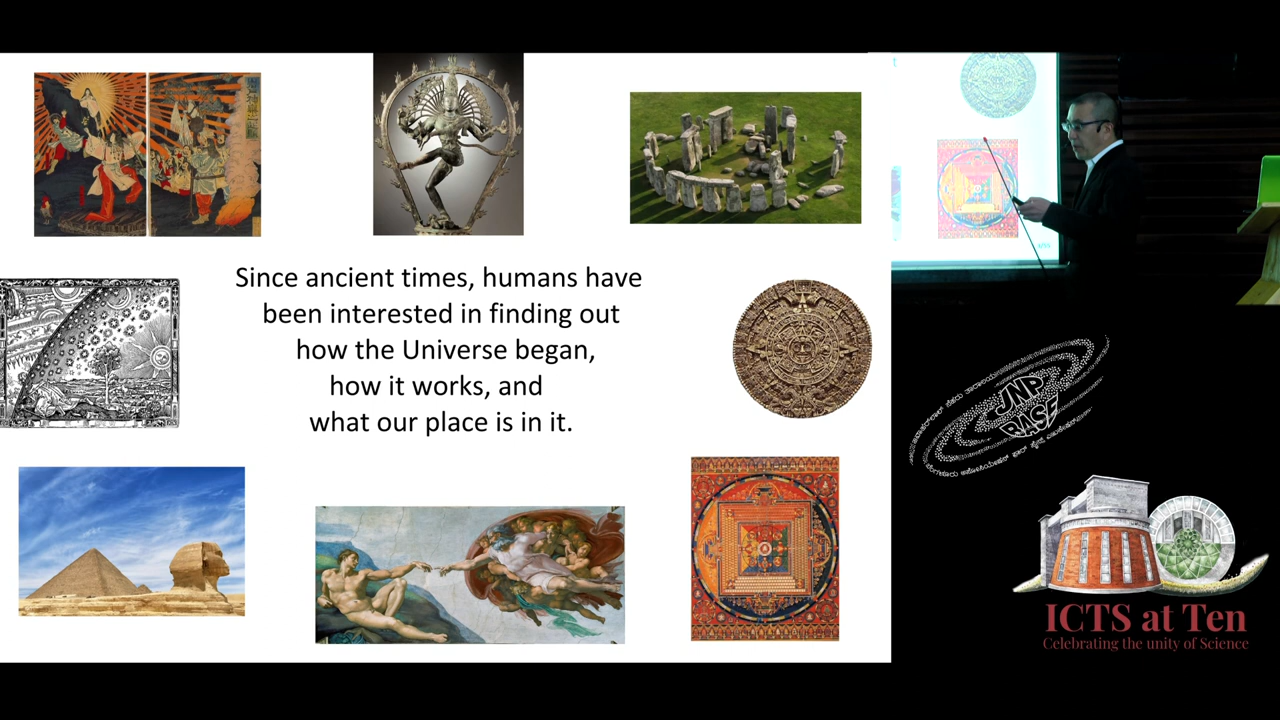 Since ancient times, humans have
been interested in finding out
how the Universe began,
how it works, and
what our place is in it.
JNP
BASE
ICTS at Ten
Celebrating the unity of Science